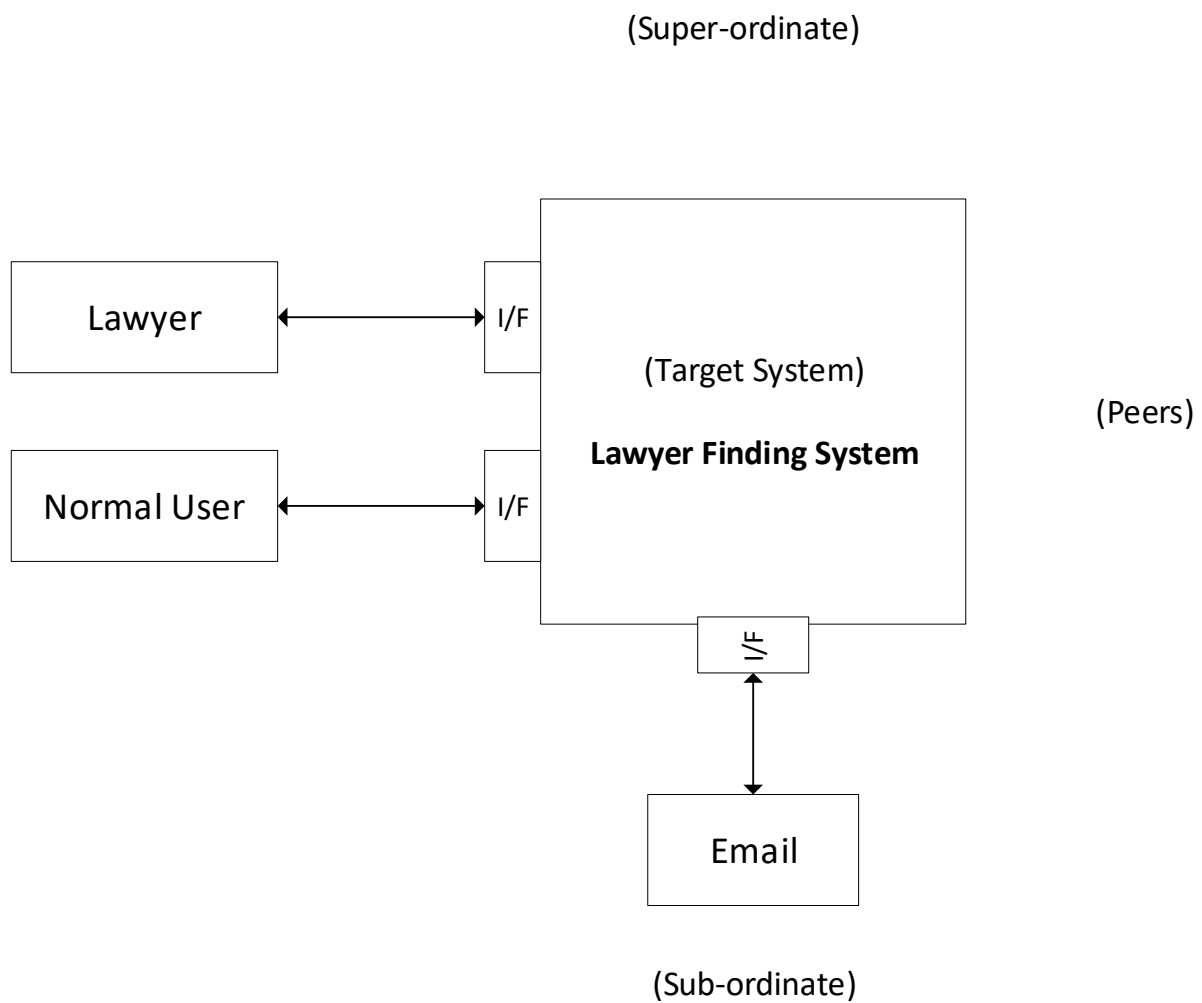 (Super-ordinate)
Lawyer
I/F
(Target System)
(Peers)
Lawyer Finding System
Normal User
I/F
I/F
Email
(Sub-ordinate)